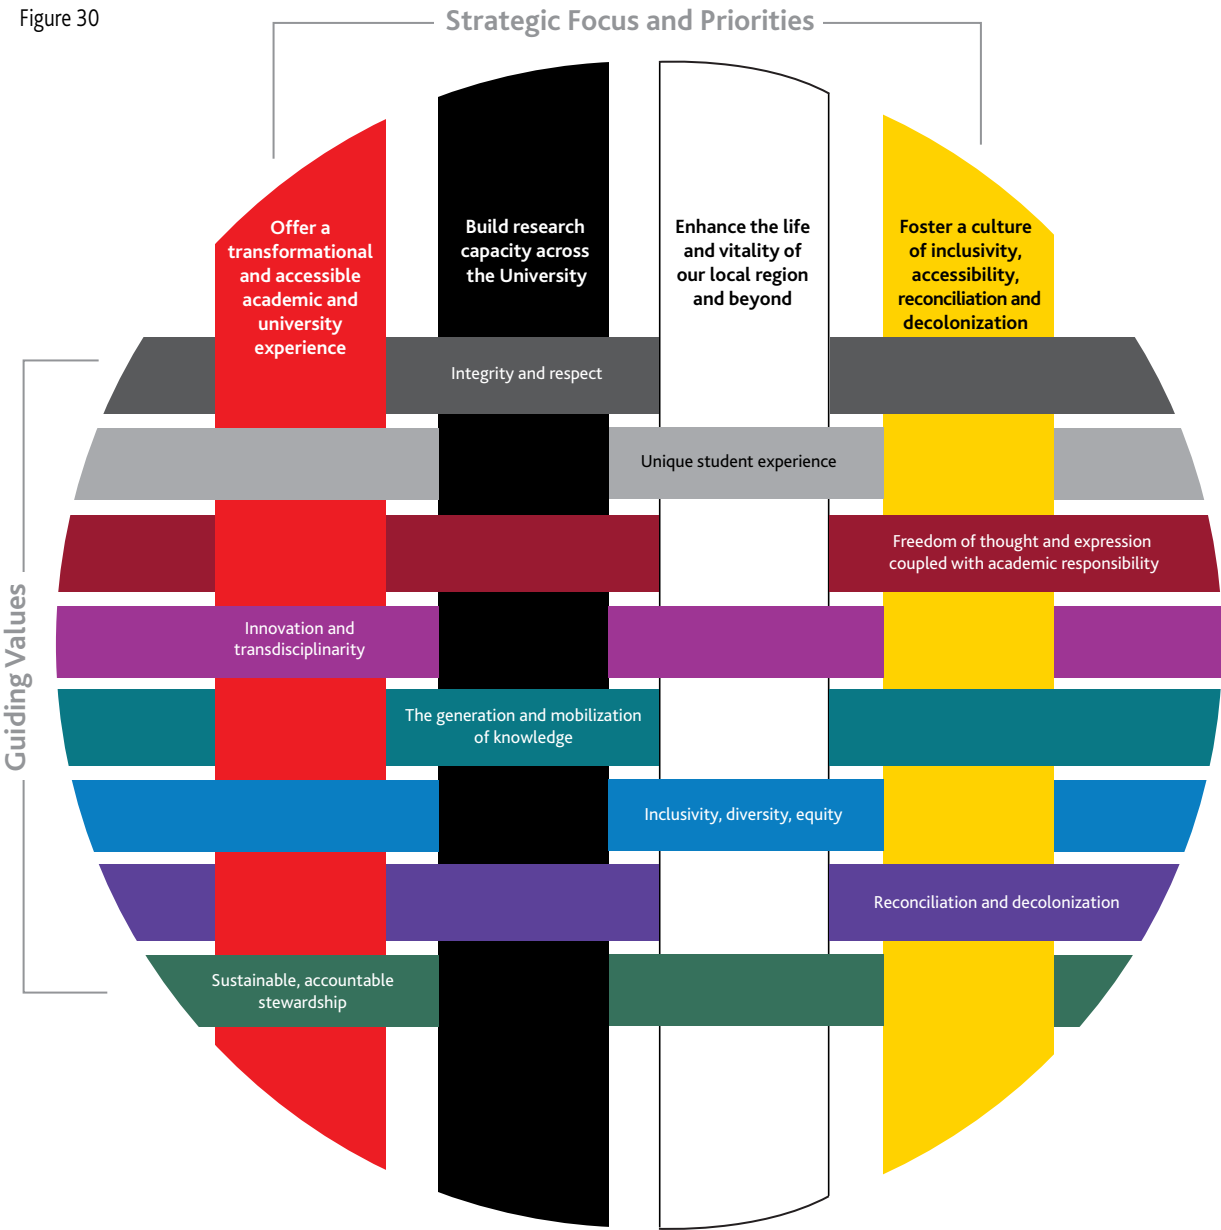 Figure 30
Strategic Focus and Priorities
Offer a
transformational
and accessible
academic and
university
experience
Build research
capacity across
the University
Enhance the life
and vitality of
our local region
and beyond
Foster a culture
of inclusivity,
accessibility,
reconciliation and
decolonization
Guiding Values
Integrity and respect
Unique student experience
Freedom of thought and expression
coupled with academic responsibility
Innovation and
transdisciplinarity
The generation and mobilization
of knowledge
Inclusivity, diversity, equity
Reconciliation and decolonization
Sustainable, accountable
stewardship